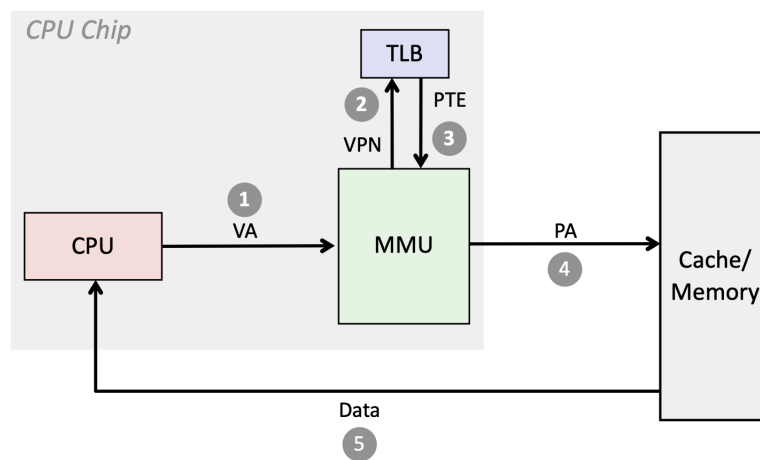 CPU Chip
TLB
2
PTE
VPN
3
1
VA
CPU
MMU
PA
4
Cache/
Memory
Data
5